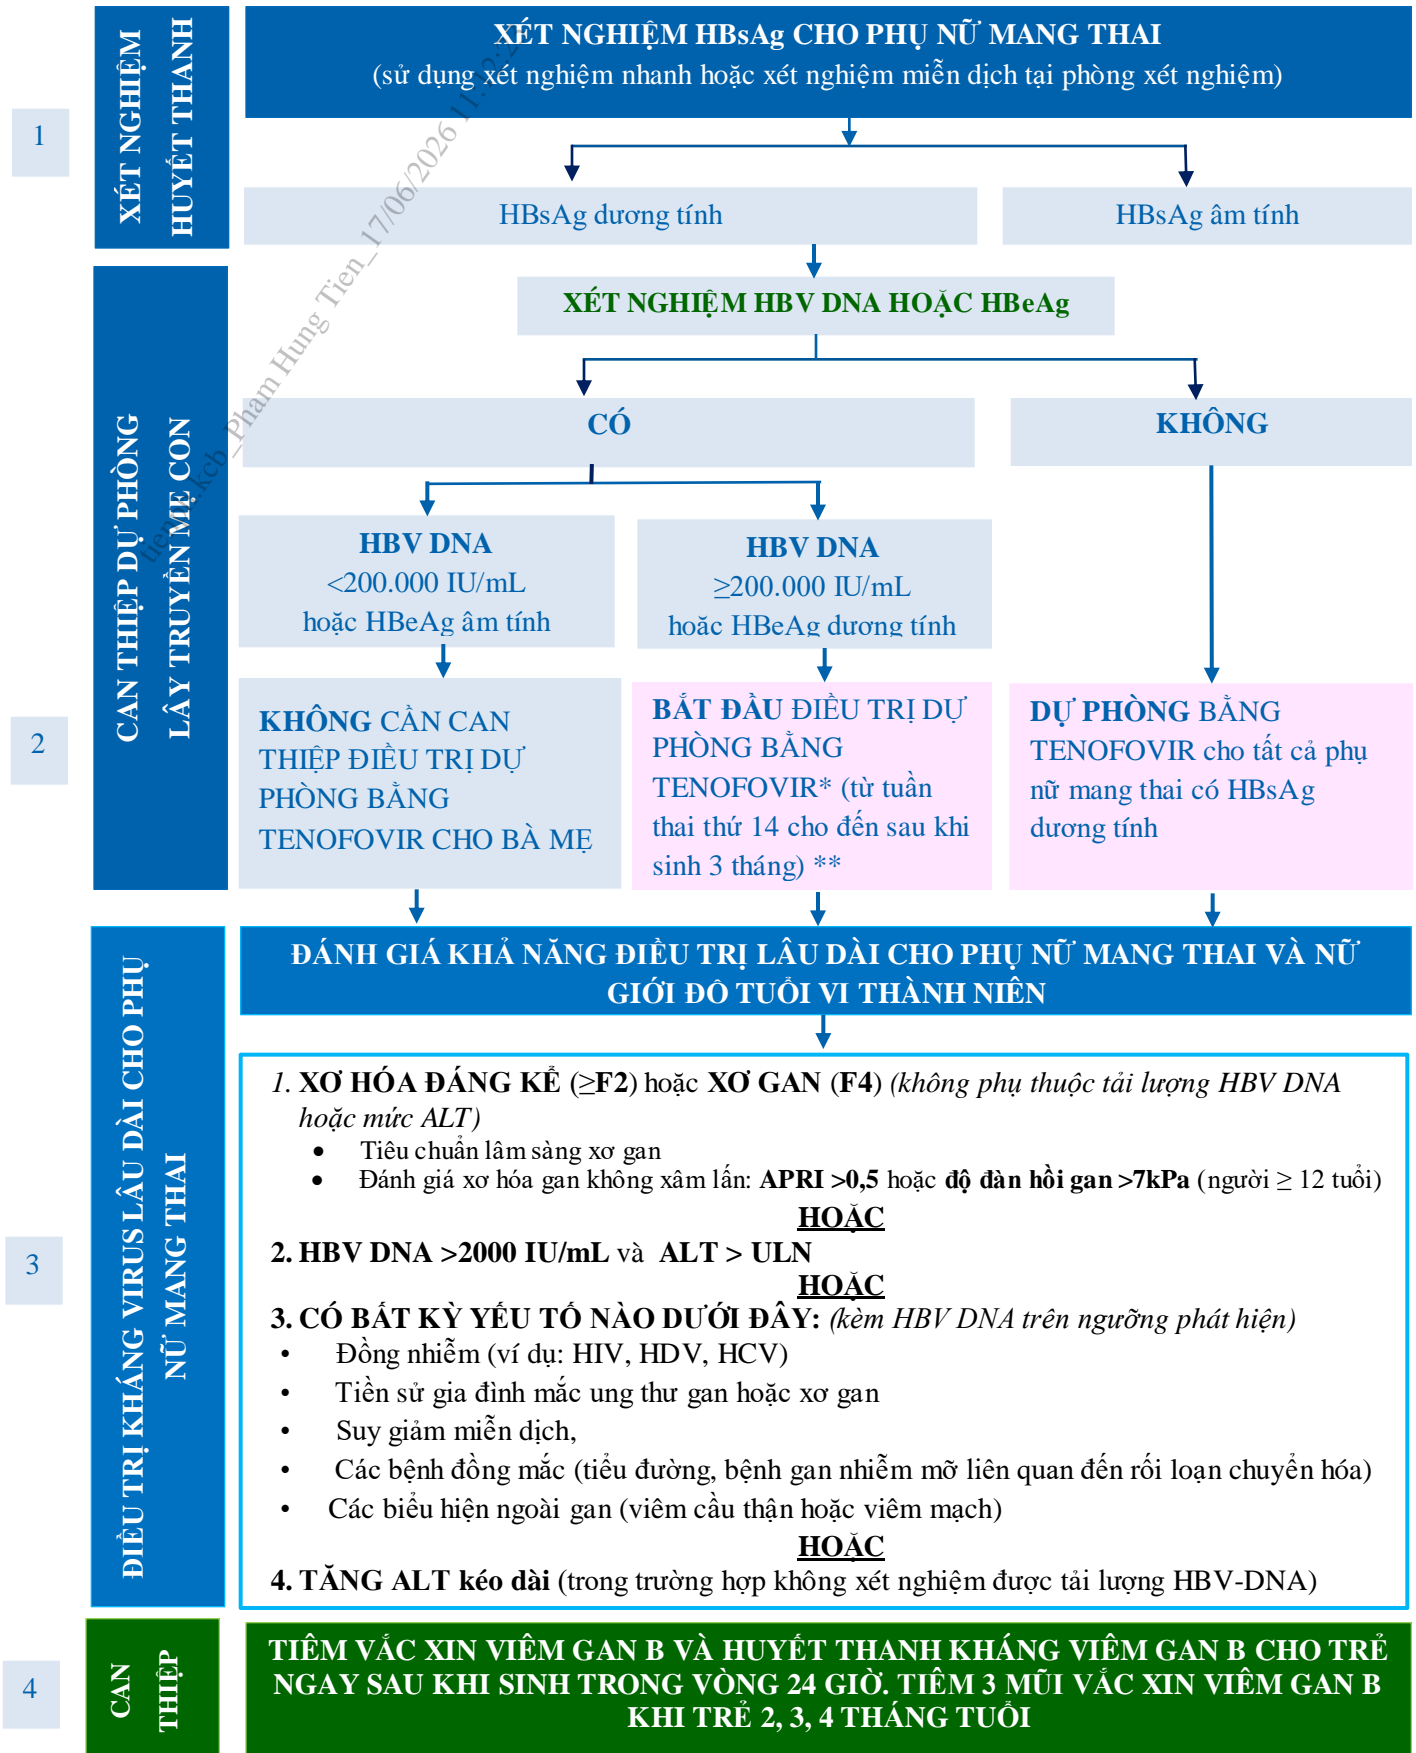 XÉT NGHIỆM HBsAg CHO PHỤ NỮ MANG THAI
(sử dụng xét nghiệm nhanh hoặc xét nghiệm miễn dịch tại phòng xét nghiệm)
1
XÉT NGHIỆM
HUYẾT THANH
HBsAg dương tính
HBsAg âm tính
XÉT NGHIỆM HBV DNA HOẶC HBeAg
CÓ
KHÔNG
2
CAN THIỆP DỰ PHÒNG
LÂY TRUYỀN MẸ CON
HBV DNA
<200.000 IU/mL
hoặc HBeAg âm tính
HBV DNA
≥200.000 IU/mL
hoặc HBeAg dương tính
KHÔNG CẦN CAN
THIỆP ĐIỀU TRỊ DỰ
PHÒNG BẰNG
TENOFOVIR CHO BÀ MẸ
BẮT ĐẦU ĐIỀU TRỊ DỰ
PHÒNG BẰNG
TENOFOVIR* (từ tuần
thai thứ 14 cho đến sau khi
sinh 3 tháng) **
DỰ PHÒNG BẰNG
TENOFOVIR cho tất cả phụ
nữ mang thai có HBsAg
dương tính
ĐÁNH GIÁ KHẢ NĂNG ĐIỀU TRỊ LÂU DÀI CHO PHỤ NỮ MANG THAI VÀ NỮ
GIỚI ĐỘ TUỔI VỊ THÀNH NIÊN
3
ĐIỀU TRỊ KHÁNG VIRUS LÂU DÀI CHO PHỤ
NỮ MANG THAI
1. XƠ HÓA ĐÁNG KỂ (≥F2) hoặc XƠ GAN (F4) (không phụ thuộc tải lượng HBV DNA
hoặc mức ALT)
• Tiêu chuẩn lâm sàng xơ gan
• Đánh giá xơ hóa gan không xâm lấn: APRI >0,5 hoặc độ đàn hồi gan >7kPa (người ≥ 12 tuổi)
HOẶC
2. HBV DNA >2000 IU/mL và ALT > ULN
HOẶC
3. CÓ BẤT KỲ YẾU TỐ NÀO DƯỚI ĐÂY: (kèm HBV DNA trên ngưỡng phát hiện)
• Đồng nhiễm (ví dụ: HIV, HDV, HCV)
• Tiền sử gia đình mắc ung thư gan hoặc xơ gan
• Suy giảm miễn dịch,
• Các bệnh đồng mắc (tiểu đường, bệnh gan nhiễm mỡ liên quan đến rối loạn chuyển hóa)
• Các biểu hiện ngoài gan (viêm cầu thận hoặc viêm mạch)
HOẶC
4. TĂNG ALT kéo dài (trong trường hợp không xét nghiệm được tải lượng HBV-DNA)
4
CAN
THIỆP
TIÊM VẮC XIN VIÊM GAN B VÀ HUYẾT THANH KHÁNG VIÊM GAN B CHO TRẺ
NGAY SAU KHI SINH TRONG VÒNG 24 GIỜ. TIÊM 3 MŨI VẮC XIN VIÊM GAN B
KHI TRẺ 2, 3, 4 THÁNG TUỔI
Pham Hung Tien_17/06/2026